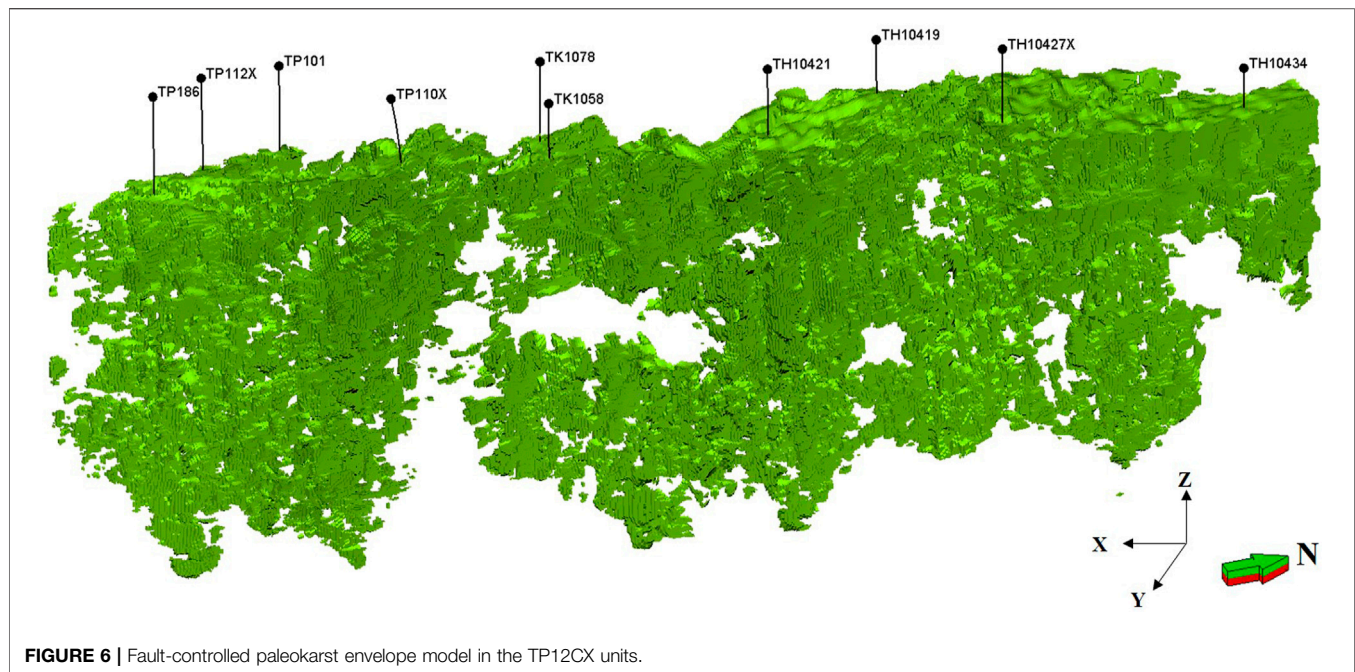 TP186
TP112X
TP101
TP110X
TK1078
TK1058
TH10421
TH10419
TH10427X
TH10434
Z
X
Y
N
FIGURE 6 | Fault-controlled paleokarst envelope model in the TP12CX units.